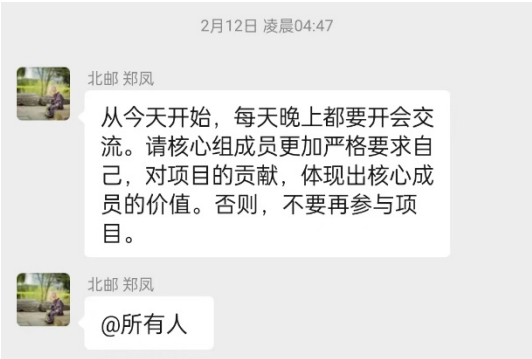 2月12日 凌晨04:47
北邮 郑凤
从今天开始，每天晚上都要开会交
流。请核心组成员更加严格要求自
己，对项目的贡献，体现出核心成
员的价值。否则，不要再参与项
目。
北邮 郑凤
@所有人